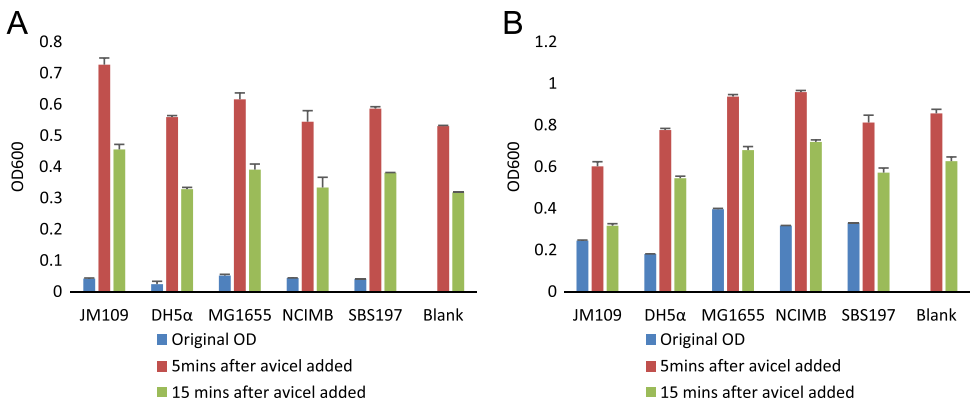 A
0.8
0.7
0.6
0.5
0.4
0.3
0.2
0.1
0
OD600
JM109 DH5α MG1655 NCIMB SBS197 Blank
Original OD
5mins after avicel added
15 mins after avicel added
B
1.2
1
0.8
0.6
0.4
0.2
0
OD600
JM109 DH5α MG1655 NCIMB SBS197 Blank
Original OD
5mins after avicel added
15 mins after avicel added